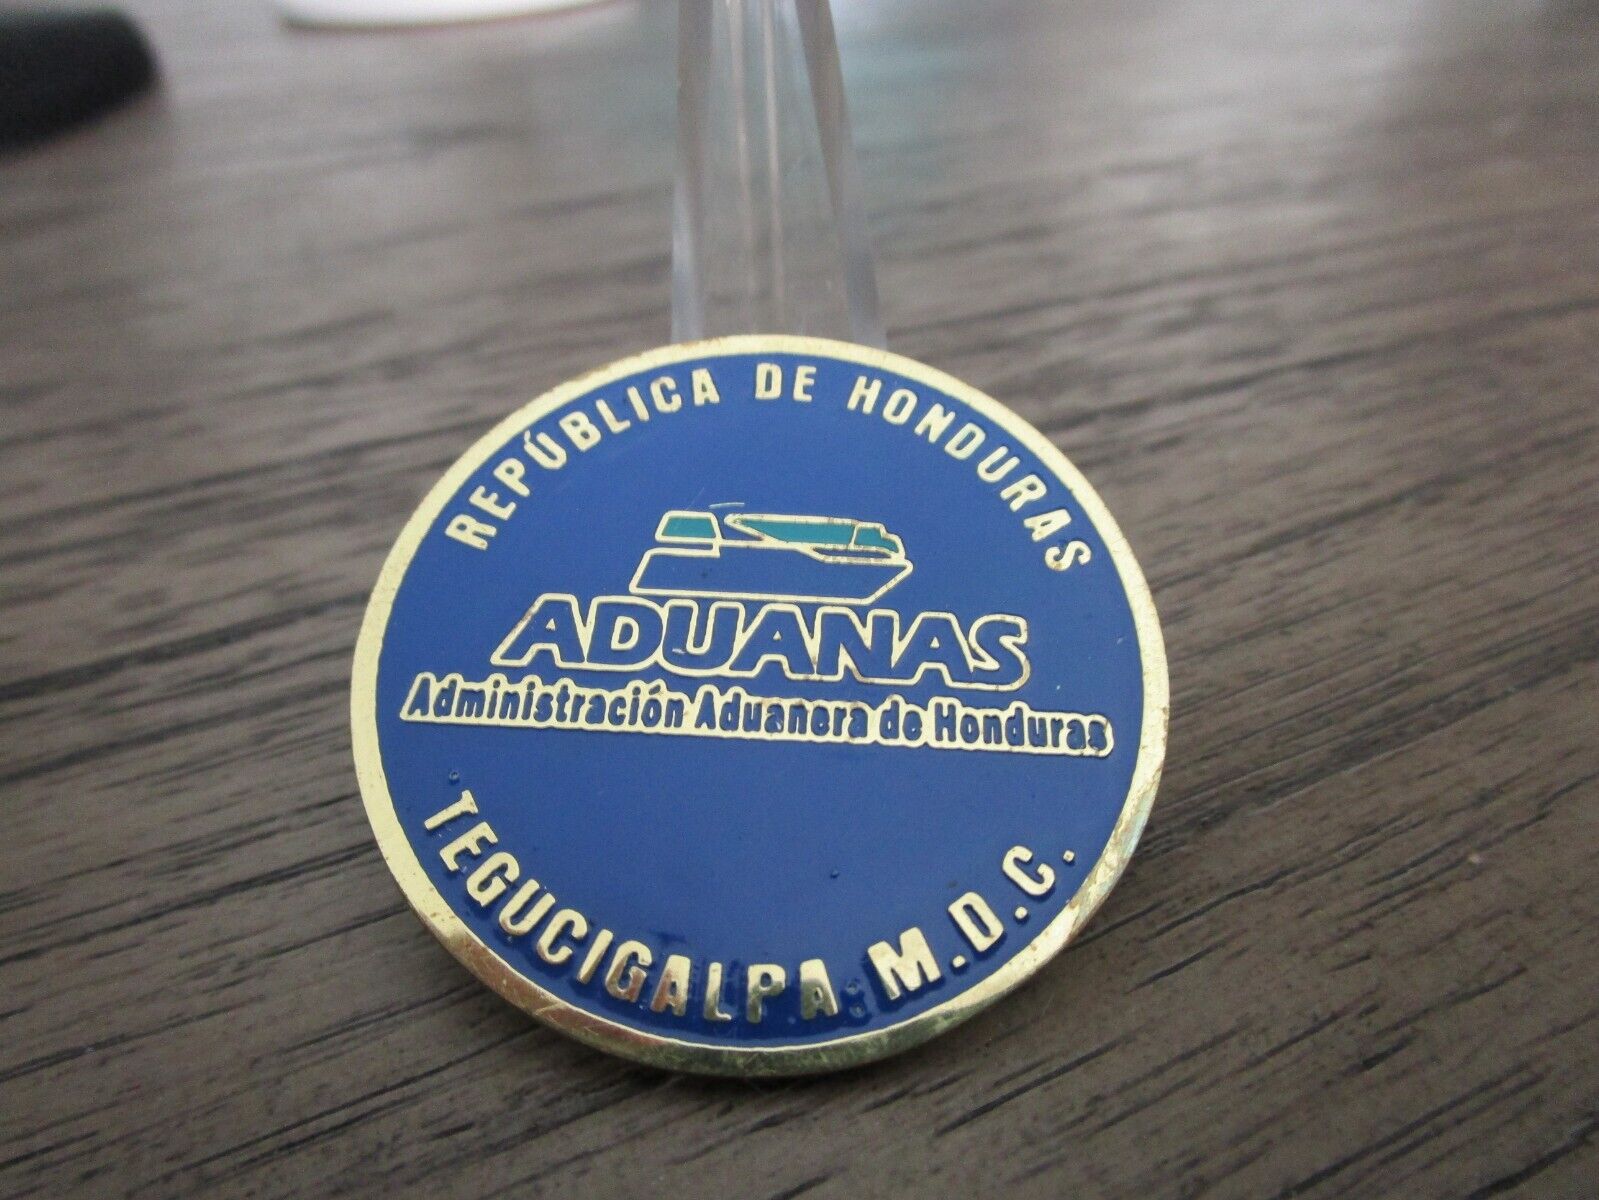 REPÚBLICA DE HONDURAS
ADUANAS
Administración Aduanera de Honduras
TEGUCIGALPA M.D.C.